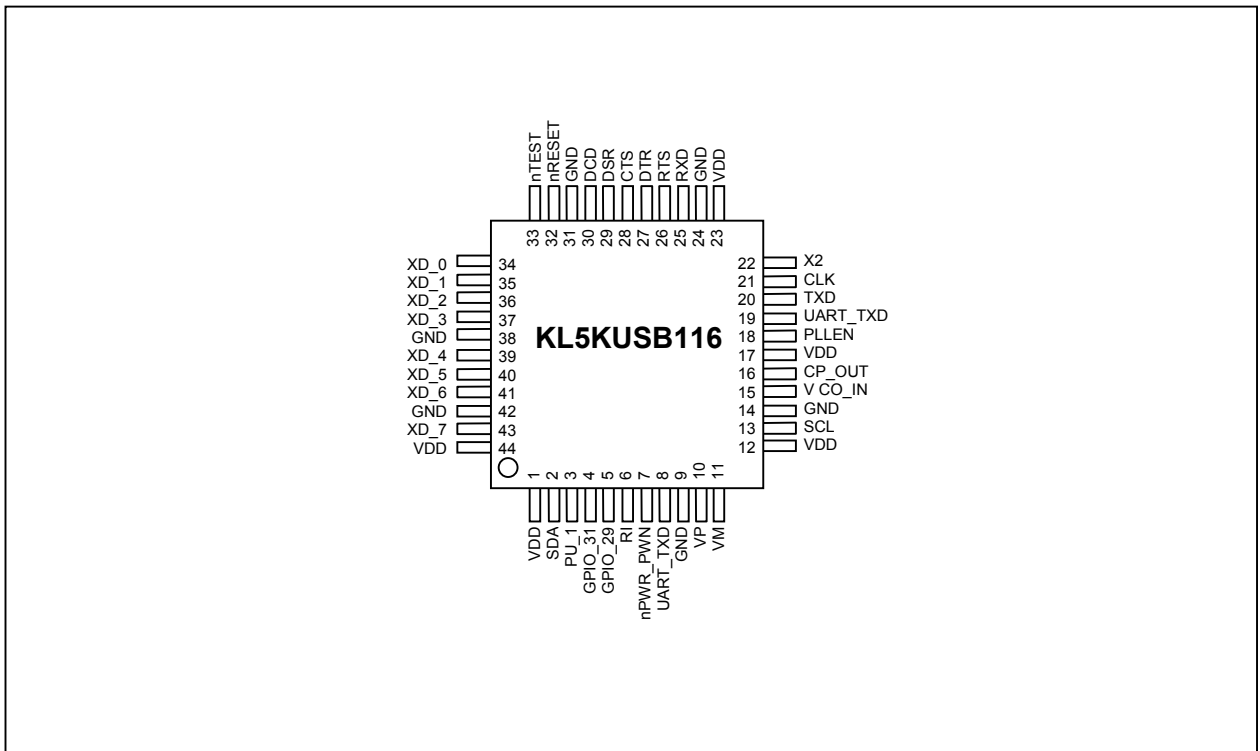 nTEST
nRESET
GND
DCD
DSR
CTS
DTR
RTS
RXD
GND
VDD
33
32
31
30
29
28
27
26
25
24
23
XD_0 34
XD_1 35
XD_2 36
XD_3 37
GND 38
XD_4 39
XD_5 40
XD_6 41
GND 42
XD_7 43
VDD 44
KL5KUSB116
22 X2
21 CLK
20 TXD
19 UART_TXD
18 PLLEN
17 VDD
16 CP_OUT
15 V CO_IN
14 GND
13 SCL
12 VDD
1
2
3
4
5
6
7
8
9
10
11
VDD
SDA
PU_1
GPIO_31
GPIO_29
RI
nPWR_PWN
UART_TXD
GND
VP
VM